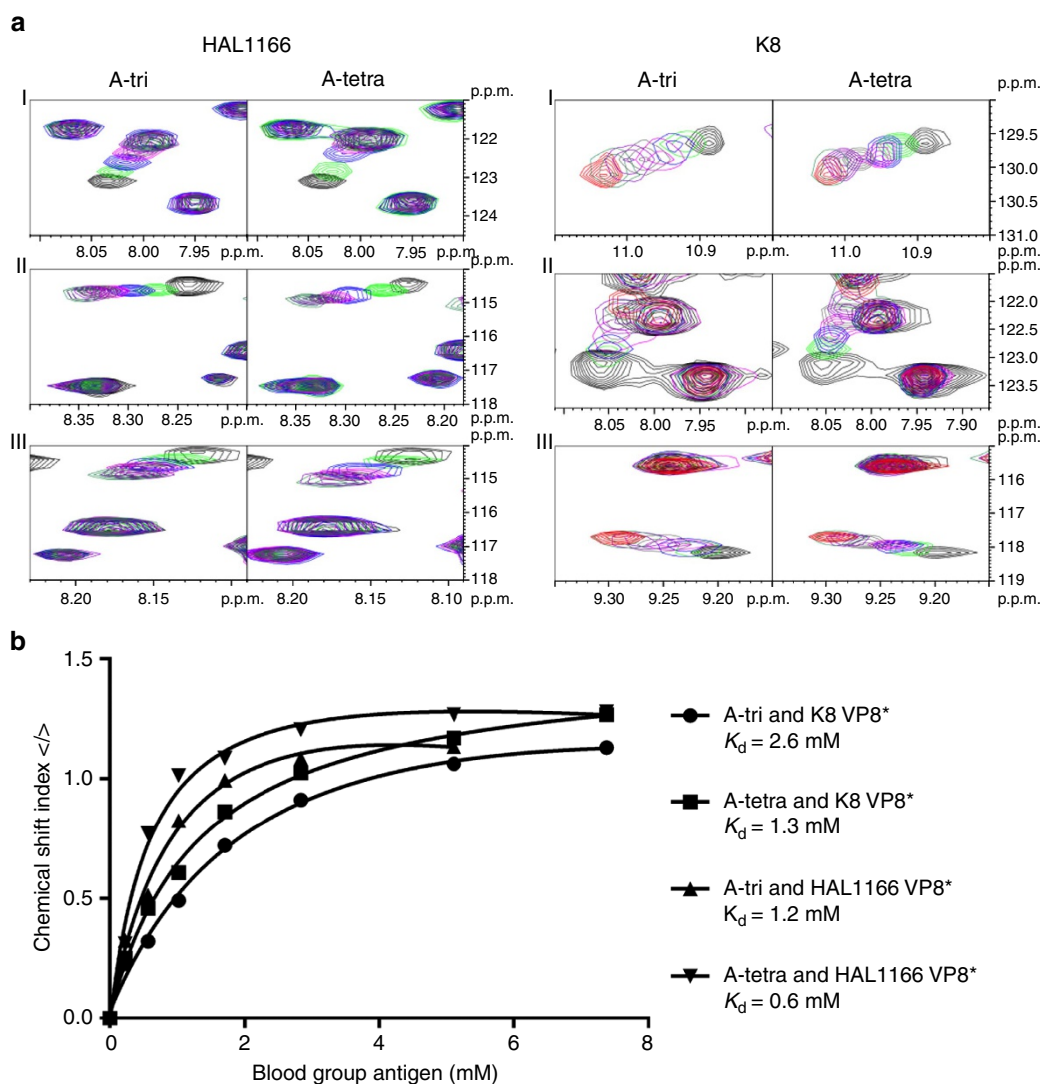 a
HAL1166 K8
A-tri A-tetra p.p.m. A-tri A-tetra p.p.m.
I I
122 129.5
123 130.0
124 130.5
131.0
8.05 8.00 7.95 p.p.m. 8.05 8.00 7.95 p.p.m. 11.0 10.9 p.p.m. 11.0 10.9 p.p.m.
II p.p.m. II p.p.m.
115 122.0
116 122.5
117 123.0
118 123.5
8.35 8.30 8.25 p.p.m. 8.35 8.30 8.25 8.20 p.p.m. 8.05 8.00 7.95 p.p.m. 8.05 8.00 7.95 7.90 p.p.m.
III p.p.m. III p.p.m.
115 116
116 117
117 118
118 119
8.20 8.15 p.p.m. 8.20 8.15 8.10 p.p.m. 9.30 9.25 9.20 p.p.m. 9.30 9.25 9.20 p.p.m.
b
Chemical shift index </>
1.5
1.0
0.5
0.0
0 2 4 6 8
Blood group antigen (mM)
A-tri and K8 VP8*
Kd = 2.6 mM
A-tetra and K8 VP8*
Kd = 1.3 mM
A-tri and HAL1166 VP8*
Kd = 1.2 mM
A-tetra and HAL1166 VP8*
Kd = 0.6 mM